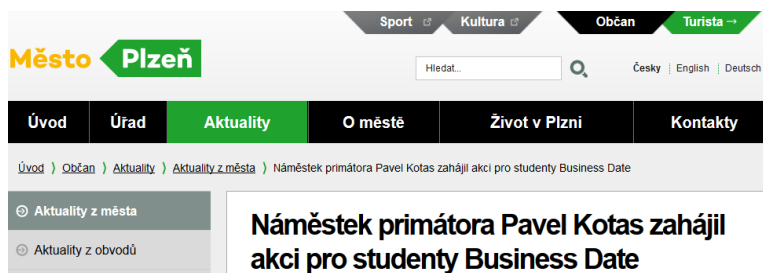 Sport Kultura Občan Turista →
Město Plzeň
Hledat...
Česky English Deutsch
Úvod Úřad Aktuality O městě Život v Plzni Kontakty
Úvod ⟩ Občan ⟩ Aktuality ⟩ Aktuality z města ⟩ Náměstek primátora Pavel Kotas zahájil akci pro studenty Business Date
Aktuality z města
Aktuality z obvodů
Náměstek primátora Pavel Kotas zahájil
akci pro studenty Business Date